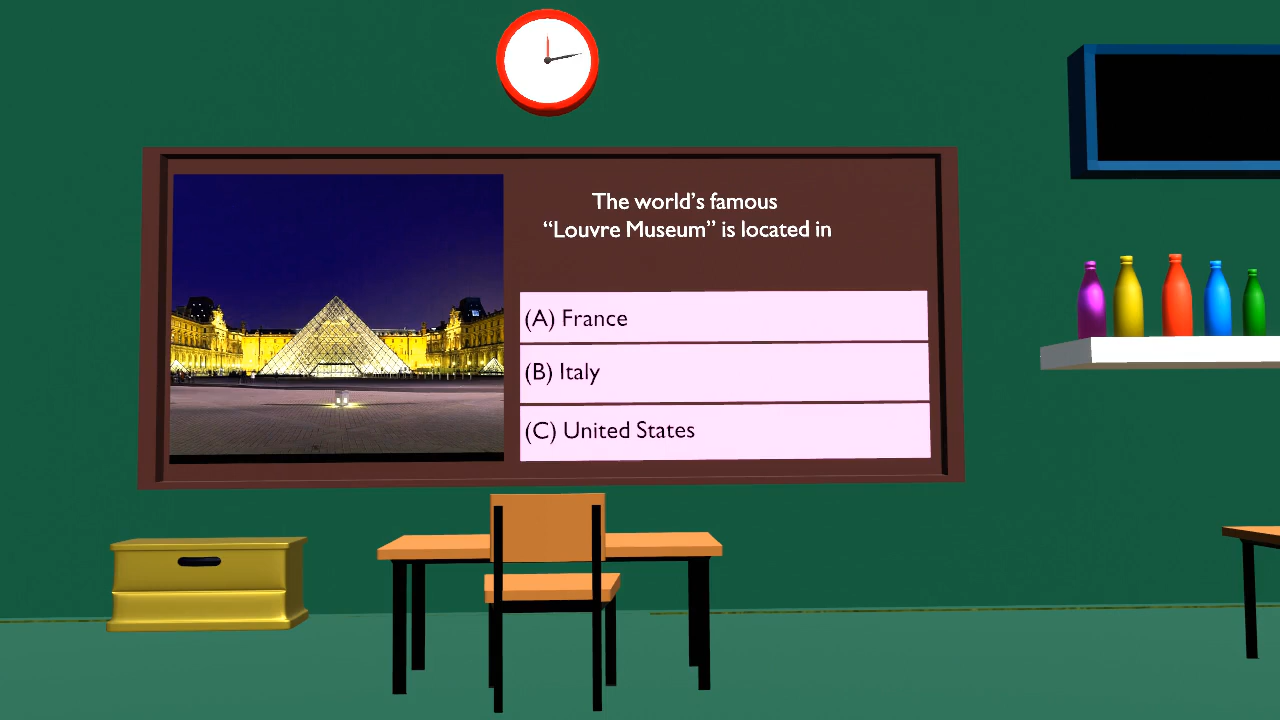 The world’s famous
“Louvre Museum” is located in
(A) France
(B) Italy
(C) United States